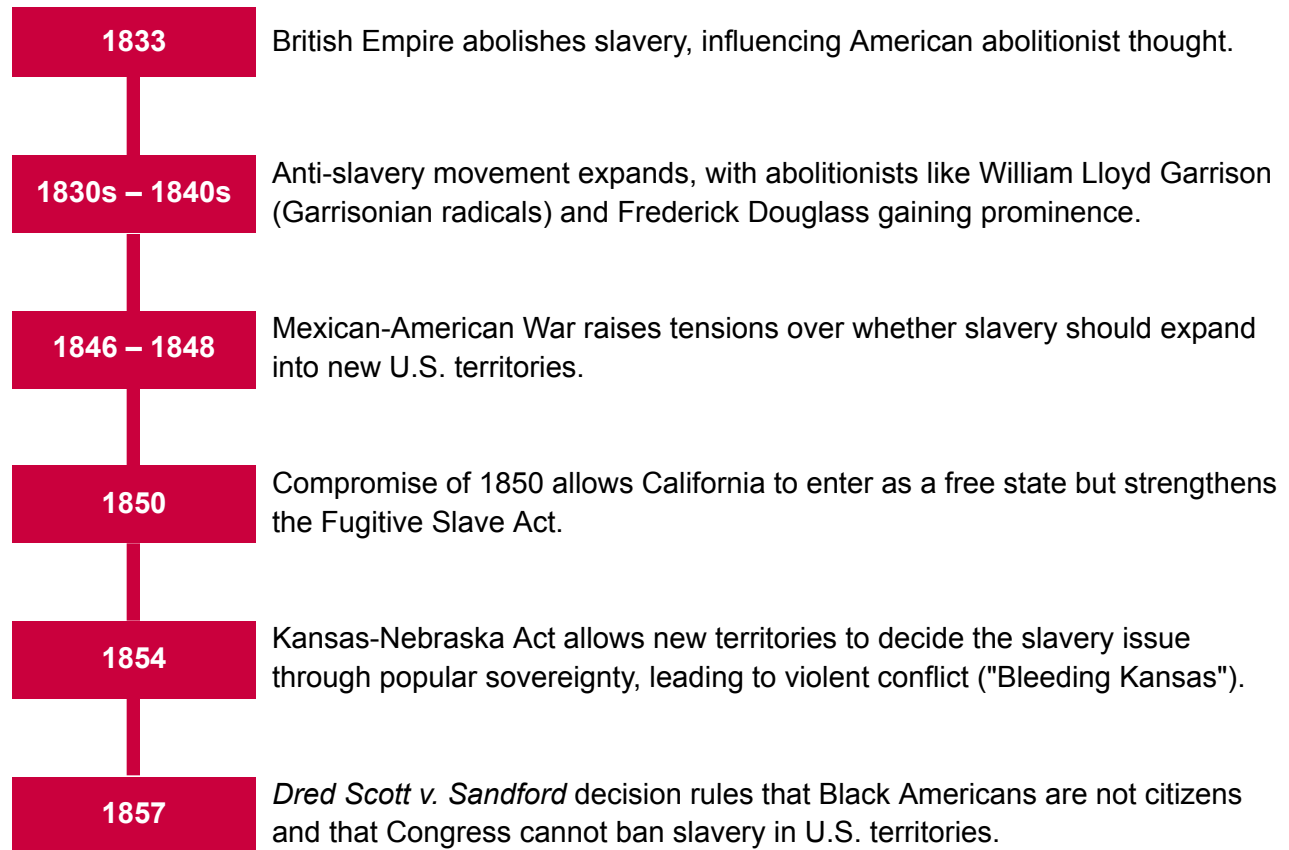 1833
British Empire abolishes slavery, influencing American abolitionist thought.
1830s – 1840s
Anti-slavery movement expands, with abolitionists like William Lloyd Garrison
(Garrisonian radicals) and Frederick Douglass gaining prominence.
1846 – 1848
Mexican-American War raises tensions over whether slavery should expand
into new U.S. territories.
1850
Compromise of 1850 allows California to enter as a free state but strengthens
the Fugitive Slave Act.
1854
Kansas-Nebraska Act allows new territories to decide the slavery issue
through popular sovereignty, leading to violent conflict ("Bleeding Kansas").
1857
Dred Scott v. Sandford decision rules that Black Americans are not citizens
and that Congress cannot ban slavery in U.S. territories.